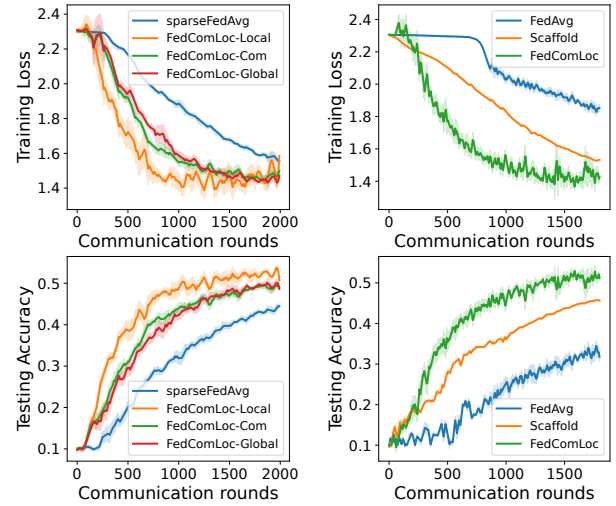 Training Loss
2.4
2.2
2.0
1.8
1.6
1.4
sparseFedAvg
FedComLoc-Local
FedComLoc-Com
FedComLoc-Global
0 500 1000 1500 2000
Communication rounds
Training Loss
2.4
2.2
2.0
1.8
1.6
1.4
FedAvg
Scaffold
FedComLoc
0 500 1000 1500
Communication rounds
Testing Accuracy
0.5
0.4
0.3
0.2
0.1
sparseFedAvg
FedComLoc-Local
FedComLoc-Com
FedComLoc-Global
0 500 1000 1500 2000
Communication rounds
Testing Accuracy
0.5
0.4
0.3
0.2
0.1
FedAvg
Scaffold
FedComLoc
0 500 1000 1500
Communication rounds